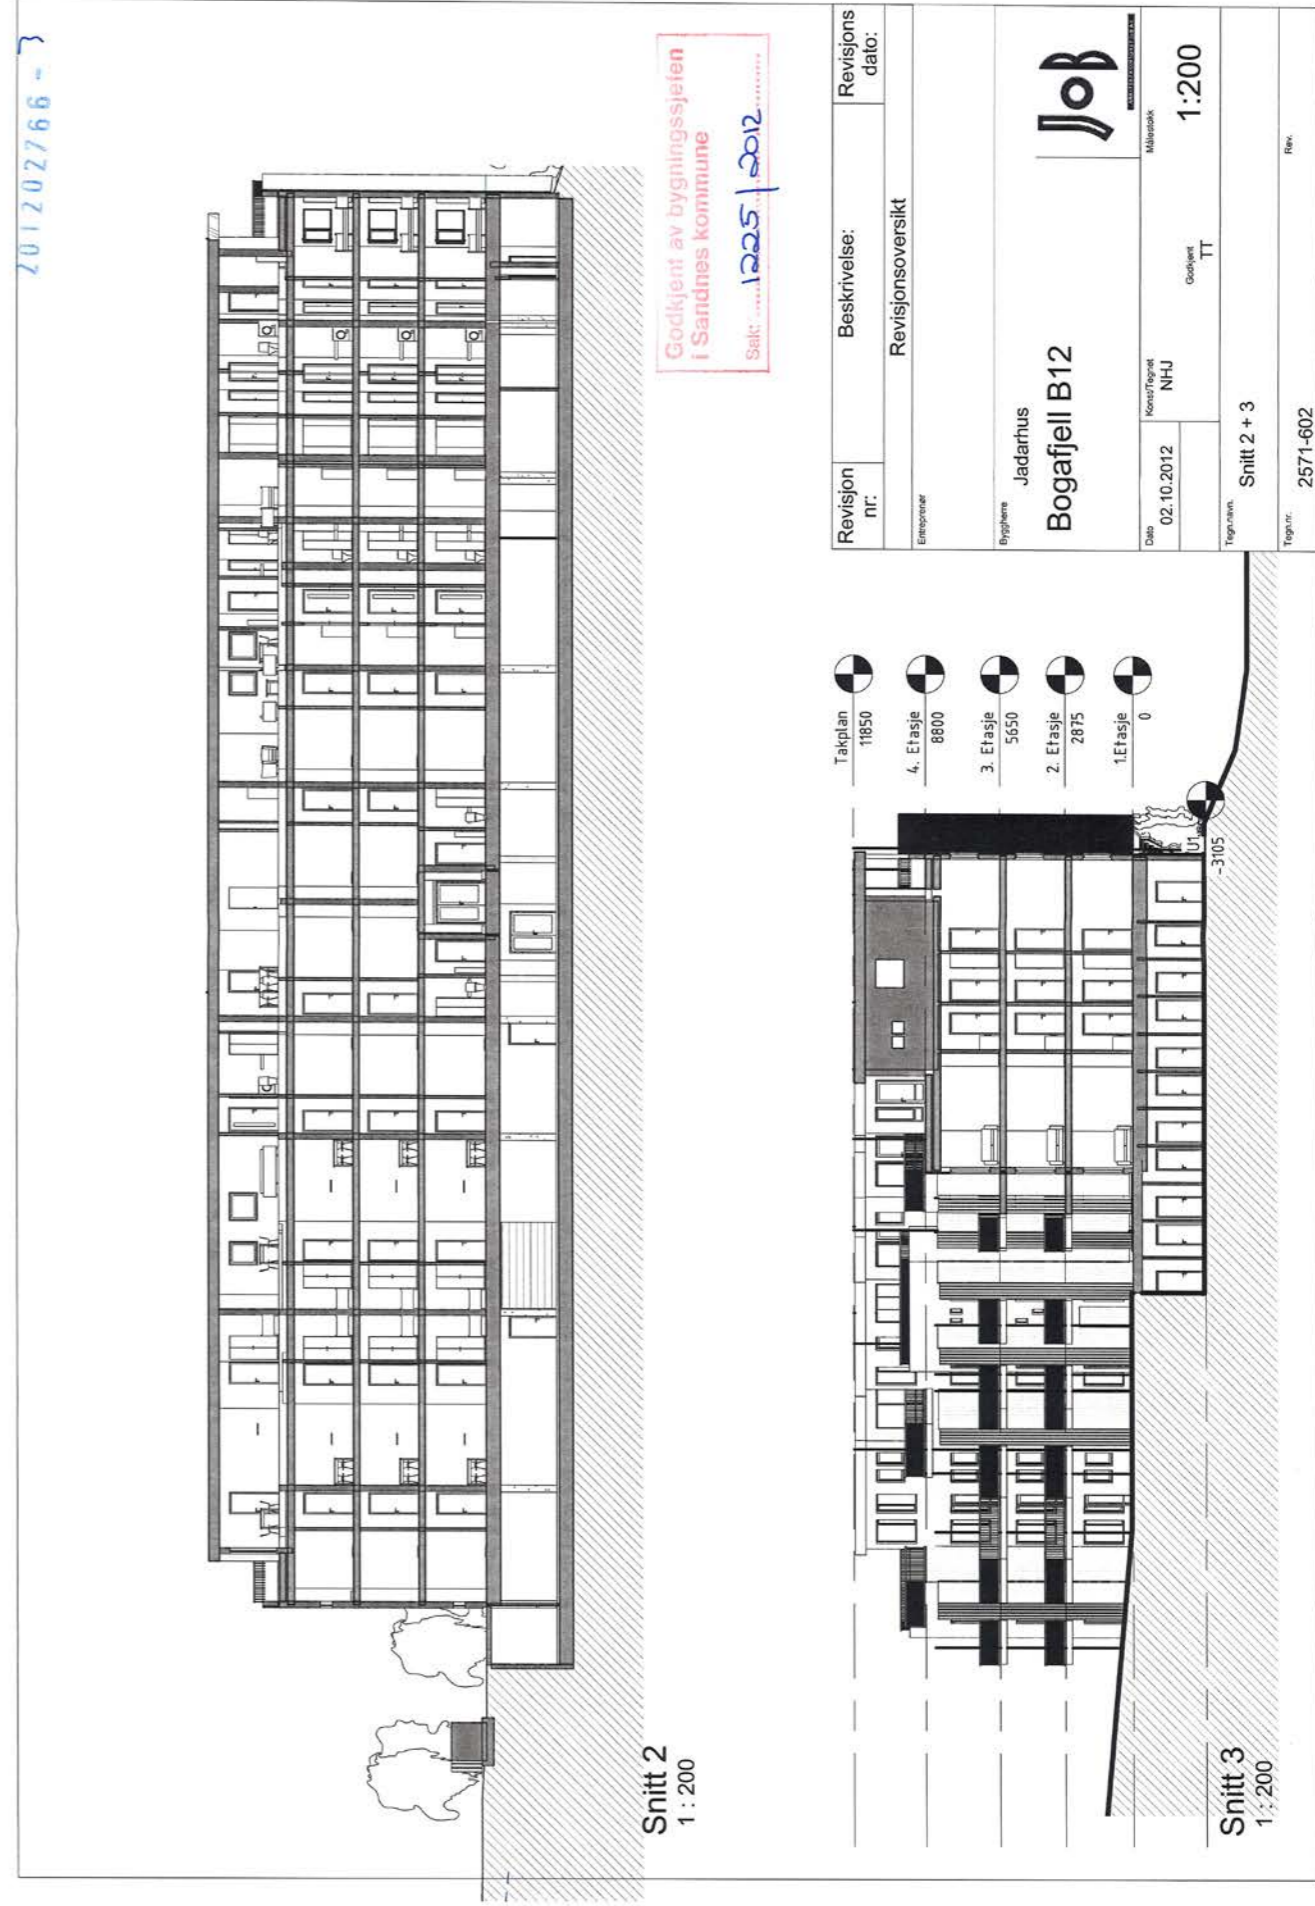 201202766-3
Godkjent av bygningssjefen
i Sandnes kommune
Sak: 1225/2012
Snitt 2
1 : 200
Takplan
11850
4. Etasje
8800
3. Etasje
5650
2. Etasje
2875
1.Etasje
0
U1
-3105
Snitt 3
1 : 200
Revisjon nr:
Beskrivelse:
Revisjons dato:
Revisjonsoversikt
Entreprenør
Byggherre
Jadarhus
Bogafjell B12
JoB
Dato
02.10.2012
Konst/Tegnet
NHJ
Godkjent
TT
Målestokk
1:200
Tegn.navn.
Snitt 2 + 3
Tegn.nr.
2571-602
Rev.